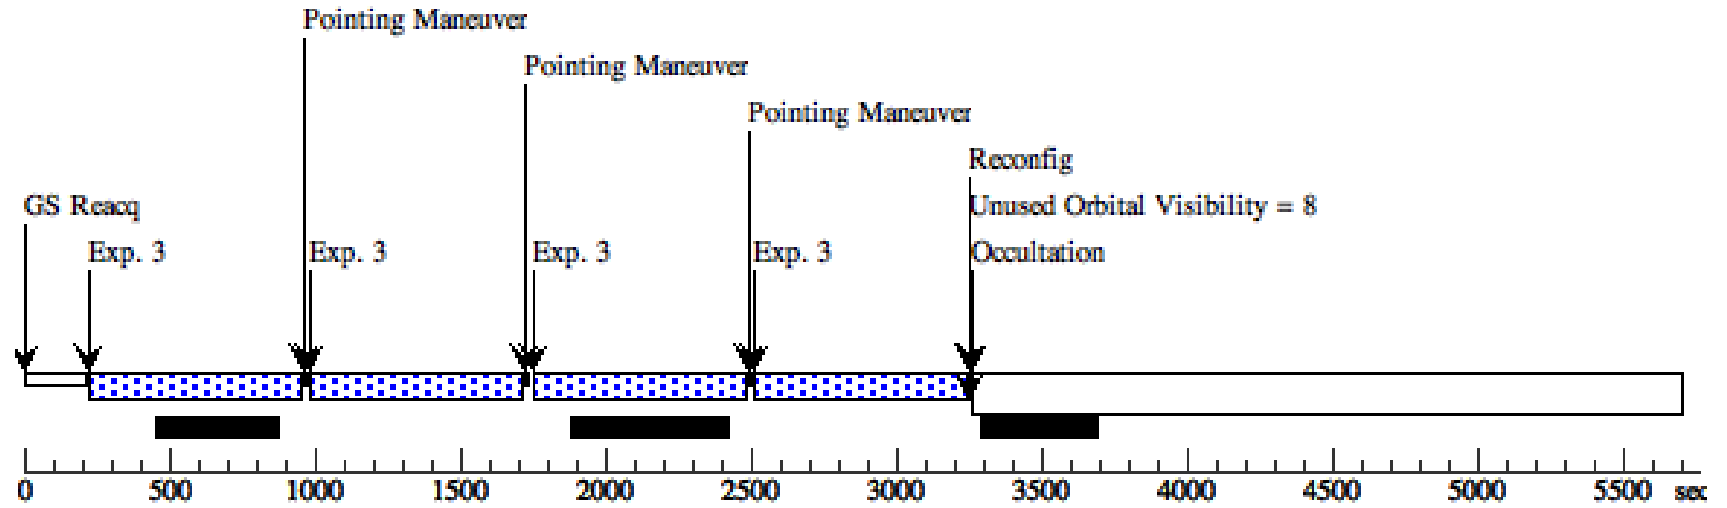 Pointing Maneuver
Pointing Maneuver
Pointing Maneuver
Reconfig
GS Reacq
Unused Orbital Visibility = 8
Exp. 3
Exp. 3
Exp. 3
Exp. 3
Occultation
0 500 1000 1500 2000 2500 3000 3500 4000 4500 5000 5500 sec